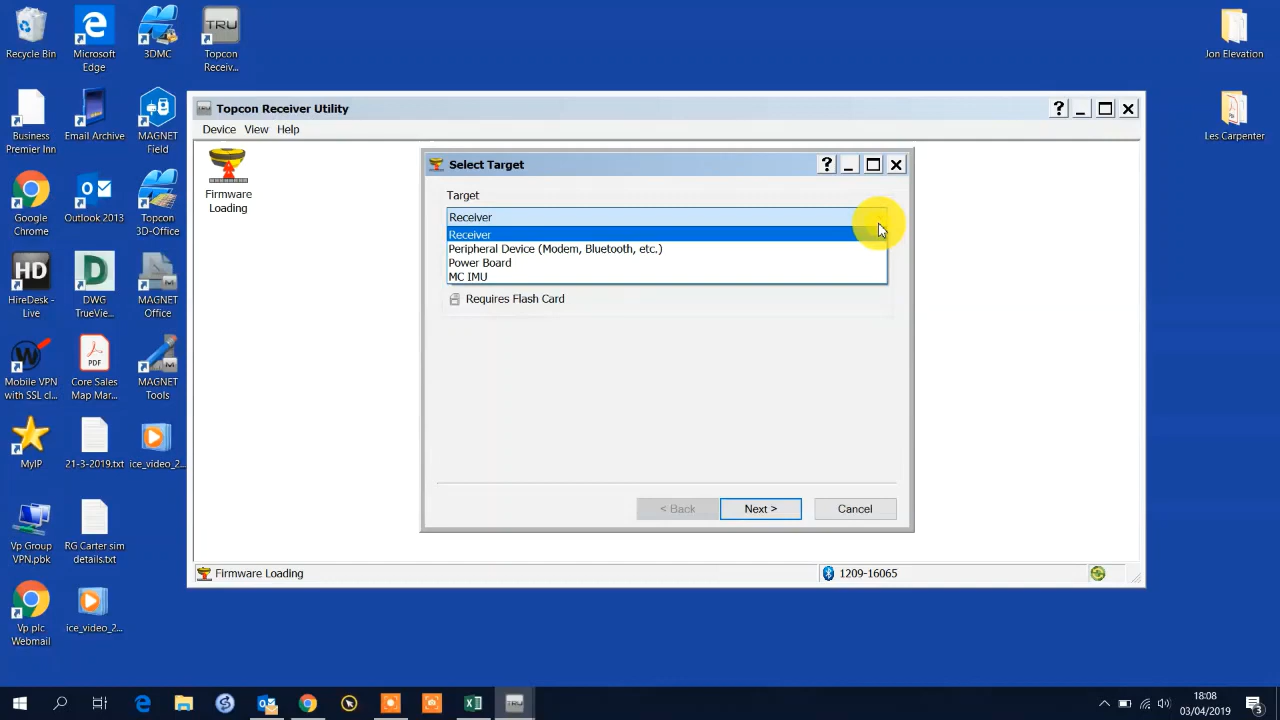 Recycle Bin
Microsoft
Edge
3DMC
TRU
Topcon
Receiv...
Jon Elevation
Business
Premier Inn
Email Archive
MAGNET
Field
Les Carpenter
Google
Chrome
Outlook 2013
Topcon
3D-Office
HD
HireDesk -
Live
DWG
TrueVie...
MAGNET
Office
Mobile VPN
with SSL cl...
PDF
Core Sales
Map Mar...
MAGNET
Tools
MyIP
21-3-2019.txt
ice_video_2...
Vp Group
VPN.pbk
RG Carter sim
details.txt
Vp plc
Webmail
ice_video_2...
TRU Topcon Receiver Utility
Device View Help
Firmware
Loading
Select Target
Target
Receiver
Receiver
Peripheral Device (Modem, Bluetooth, etc.)
Power Board
MC IMU
Requires Flash Card
< Back Next > Cancel
Firmware Loading 1209-16065
TRU
18:08
03/04/2019
3